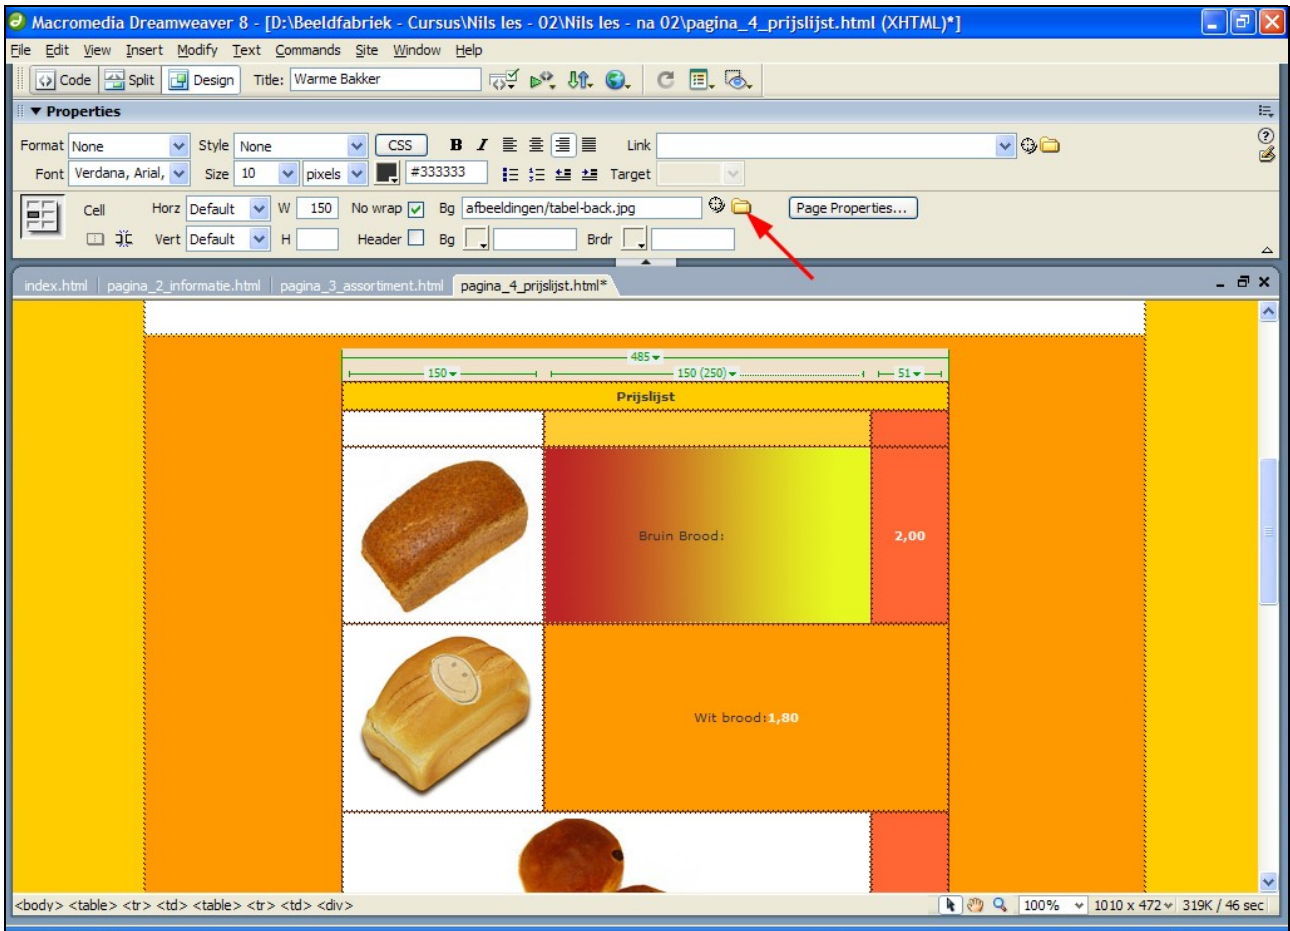 Macromedia Dreamweaver 8 - [D:\Beeldfabriek - Cursus\Nils les - 02\Nils les - na 02\pagina_4_prijslijst.html (XHTML)*]
File Edit View Insert Modify Text Commands Site Window Help
Code Split Design Title: Warme Bakker
Properties
Format None Style None CSS B I Link
Font Verdana, Arial, Size 10 pixels #333333 Target
Cell Horz Default W 150 No wrap Bg afbeeldingen/tabel-back.jpg Page Properties...
Vert Default H Header Bg Brdr
index.html pagina_2_informatie.html pagina_3_assortiment.html pagina_4_prijslijst.html*
485
150 150 (250) 51
Prijslijst
Bruin Brood: 2,00
Wit brood:1,80
<body> <table> <tr> <td> <table> <tr> <td> <div> 100% 1010 x 472 319K / 46 sec